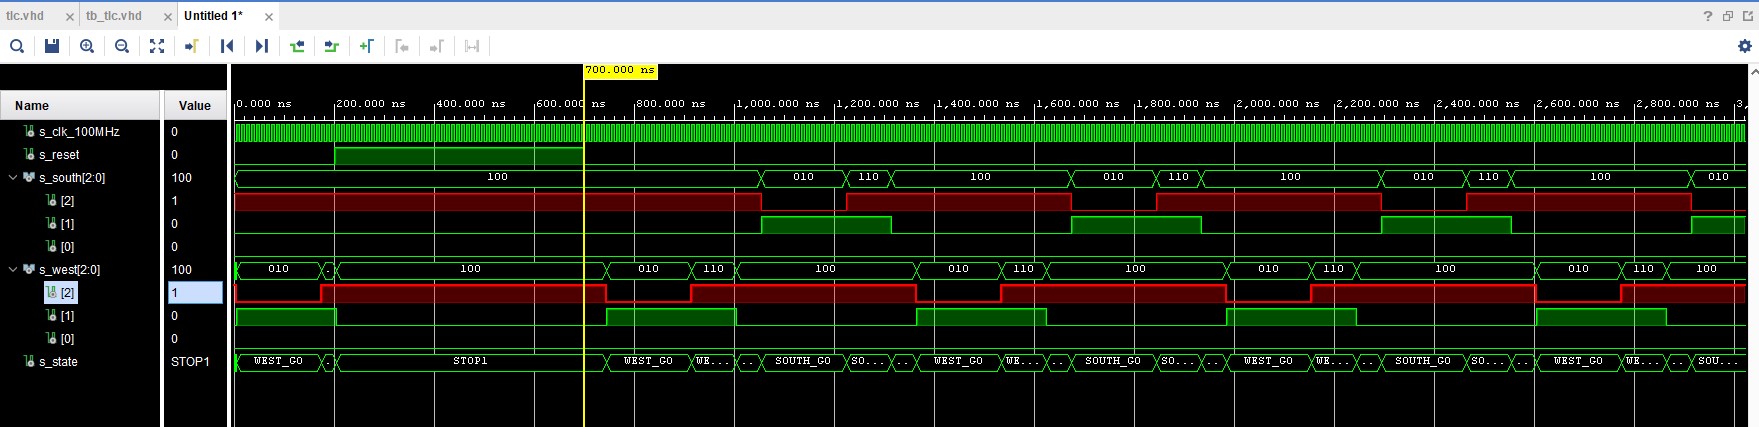 tlc.vhd × tb_tlc.vhd × Untitled 1* × ?
700.000 ns
Name Value 0.000 ns 200.000 ns 400.000 ns 600.000 ns 800.000 ns 1,000.000 ns 1,200.000 ns 1,400.000 ns 1,600.000 ns 1,800.000 ns 2,000.000 ns 2,200.000 ns 2,400.000 ns 2,600.000 ns 2,800.000 ns 3,
s_clk_100MHz 0
s_reset 0
s_south[2:0] 100 100 010 110 100 010 110 100 010 110 100 010
[2] 1
[1] 0
[0] 0
s_west[2:0] 100 010 . 100 010 110 100 010 110 100 010 110 100 010 110 100
[2] 1
[1] 0
[0] 0
s_state STOP1 WEST_GO . STOP1 WEST_GO WE... .. SOUTH_GO SO... .. WEST_GO WE... .. SOUTH_GO SO... .. WEST_GO WE... .. SOUTH_GO SO... .. WEST_GO WE... .. SOU...